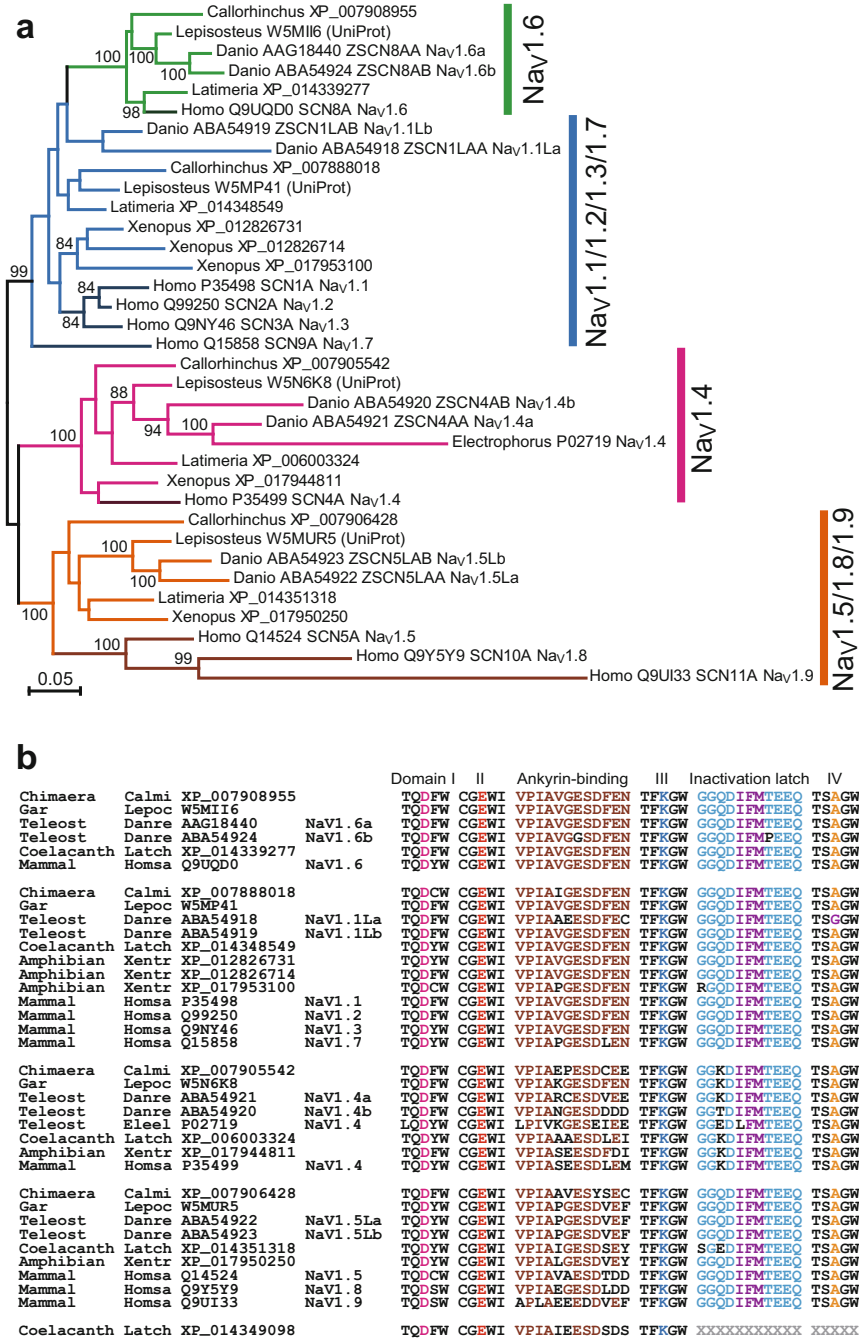 a
Callorhinchus XP_007908955
Lepisosteus W5MII6 (UniProt)
Danio AAG18440 ZSCN8AA NaV1.6a
Danio ABA54924 ZSCN8AB NaV1.6b
Latimeria XP_014339277
Homo Q9UQD0 SCN8A NaV1.6
Danio ABA54919 ZSCN1LAB NaV1.1Lb
Danio ABA54918 ZSCN1LAA NaV1.1La
Callorhinchus XP_007888018
Lepisosteus W5MP41 (UniProt)
Latimeria XP_014348549
Xenopus XP_012826731
Xenopus XP_012826714
Xenopus XP_017953100
Homo P35498 SCN1A NaV1.1
Homo Q99250 SCN2A NaV1.2
Homo Q9NY46 SCN3A NaV1.3
Homo Q15858 SCN9A NaV1.7
Callorhinchus XP_007905542
Lepisosteus W5N6K8 (UniProt)
Danio ABA54920 ZSCN4AB NaV1.4b
Danio ABA54921 ZSCN4AA NaV1.4a
Electrophorus P02719 NaV1.4
Latimeria XP_006003324
Xenopus XP_017944811
Homo P35499 SCN4A NaV1.4
Callorhinchus XP_007906428
Lepisosteus W5MUR5 (UniProt)
Danio ABA54923 ZSCN5LAB NaV1.5Lb
Danio ABA54922 ZSCN5LAA NaV1.5La
Latimeria XP_014351318
Xenopus XP_017950250
Homo Q14524 SCN5A NaV1.5
Homo Q9Y5Y9 SCN10A NaV1.8
Homo Q9UI33 SCN11A NaV1.9
100
100
100
98
84
99
84
84
88
94
100
100
100
100
100
100
99
0.05
NaV1.6
NaV1.1/1.2/1.3/1.7
NaV1.4
NaV1.5/1.8/1.9
b
Domain I II Ankyrin-binding III Inactivation latch IV
Chimaera Calmi XP_007908955 TQDFW CGEWI VPIAVGESDFEN TFKGW GGQDIFMTEEQ TSAGW
Gar Lepoc W5MII6 TQDYW CGEWI VPIAVGESDFEN TFKGW GGQDIFMTEEQ TSAGW
Teleost Danre AAG18440 NaV1.6a TQDFW CGEWI VPIAVGESDFEN TFKGW GGQDIFMTEEQ TSAGW
Teleost Danre ABA54924 NaV1.6b TQDFW CGEWI VPIAVGGSDFEN TFKGW GGQDIFMPEEQ TSAGW
Coelacanth Latch XP_014339277 TQDFW CGEWI VPIAVGESDFEN TFKGW GGQDIFMTEEQ TSAGW
Mammal Homsa Q9UQD0 NaV1.6 TQDYW CGEWI VPIAVGESDFEN TFKGW GGQDIFMTEEQ TSAGW
Chimaera Calmi XP_007888018 TQDCW CGEWI VPIAIGESDFEN TFKGW GGQDIFMTEEQ TSAGW
Gar Lepoc W5MP41 TQDFW CGEWI VPIAVGESDFEN TFKGW GGQDIFMTEEQ TSAGW
Teleost Danre ABA54918 NaV1.1La TQDYW CGEWI VPIAAEESDFEC TFKGW GGQDIFMTEEQ TSGGW
Teleost Danre ABA54919 NaV1.1Lb TQDYW CGEWI VPIAVGESDFEN TFKGW GGQDIFMTEEQ TSAGW
Coelacanth Latch XP_014348549 TQDYW CGEWI VPIAVGESDFEN TFKGW GGQDIFMTEEQ TSAGW
Amphibian Xentr XP_012826731 TQDFW CGEWI VPIAVGESDFEN TFKGW GGQDIFMTEEQ TSAGW
Amphibian Xentr XP_012826714 TQDFW CGEWI VPIAVGESDFEN TFKGW GGQDIFMTEEQ TSAGW
Amphibian Xentr XP_017953100 TQDCW CGEWI VPIAPGESDFEN TFKGW RGQDIFMTEEQ TSAGW
Mammal Homsa P35498 NaV1.1 TQDFW CGEWI VPIAVGESDFEN TFKGW GGQDIFMTEEQ TSAGW
Mammal Homsa Q99250 NaV1.2 TQDFW CGEWI VPIAVGESDFEN TFKGW GGQDIFMTEEQ TSAGW
Mammal Homsa Q9NY46 NaV1.3 TQDYW CGEWI VPIAVGESDFEN TFKGW GGQDIFMTEEQ TSAGW
Mammal Homsa Q15858 NaV1.7 TQDYW CGEWI VPIAPGESDLEN TFKGW GGQDIFMTEEQ TSAGW
Chimaera Calmi XP_007905542 TQDYW CGEWI VPIAEPESDCEE TFKGW GGKDIFMTEEQ TSAGW
Gar Lepoc W5N6K8 TQDFW CGEWI VPIAKGESDFEN TFKGW GGKDIFMTEEQ TSAGW
Teleost Danre ABA54921 NaV1.4a TQDYW CGEWI VPIARCESDVEE TFKGW GGKDIFMTEEQ TSAGW
Teleost Danre ABA54920 NaV1.4b TQDYW CGEWI VPIANGESDDDD TFKGW GGTDIFMTEEQ TSAGW
Teleost Eleel P02719 NaV1.4 LQDYW CGEWI LPIVKGESEIEE TFKGW GGEDLFMTEEQ TSAGW
Coelacanth Latch XP_006003324 TQDYW CGEWI VPIAAAESDLEI TFKGW GGQDIFMTEEQ TSAGW
Amphibian Xentr XP_017944811 TQDYW CGEWI VPIASEESDFDI TFKGW GGKDIFMTEEQ TSAGW
Mammal Homsa P35499 NaV1.4 TQDYW CGEWI VPIASEESDLEM TFKGW GGKDIFMTEEQ TSAGW
Chimaera Calmi XP_007906428 TQDFW CGEWI VPIAAVESYSEC TFKGW GGQDIFMTEEQ TSAGW
Gar Lepoc W5MUR5 TQDYW CGEWI VPIAPGESDVEF TFKGW GGQDIFMTEEQ TSAGW
Teleost Danre ABA54922 NaV1.5La TQDCW CGEWI VPIAPGESDVEF TFKGW GGQDIFMTEEQ TSAGW
Teleost Danre ABA54923 NaV1.5Lb TQDYW CGEWI VPIAPGESDVEF TFKGW GGQDIFMTEEQ TSAGW
Coelacanth Latch XP_014351318 TQDYW CGEWI VPIALGESDSEY TFKGW SGEDIFMTEEQ TSAGW
Amphibian Xentr XP_017950250 TQDYW CGEWI VPIALGESDVEY TFKGW GGQDIFMTEEQ TSAGW
Mammal Homsa Q14524 NaV1.5 TQDCW CGEWI VPIAVAESDTDD TFKGW GGQDIFMTEEQ TSAGW
Mammal Homsa Q9Y5Y9 NaV1.8 TQDSW CGEWI VPIAEGESDLDD TFKGW GGQDIFMTEEQ TSAGW
Mammal Homsa Q9UI33 NaV1.9 TQDSW CGEWI APLAEEEDDVEF TFKGW GGQDIFMTEEQ TSAGW
Coelacanth Latch XP_014349098 TQDFW CGEWI VPIAIEESDSDS TFKGW XXXXXXXXXXX XXXXX